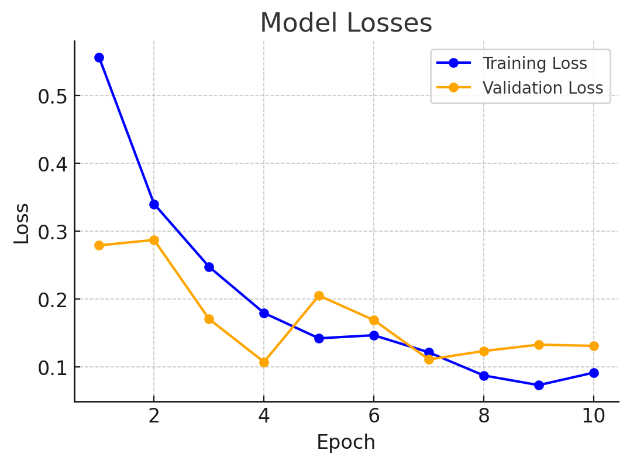 Model Losses
Training Loss
Validation Loss
Loss
0.5
0.4
0.3
0.2
0.1
2 4 6 8 10
Epoch